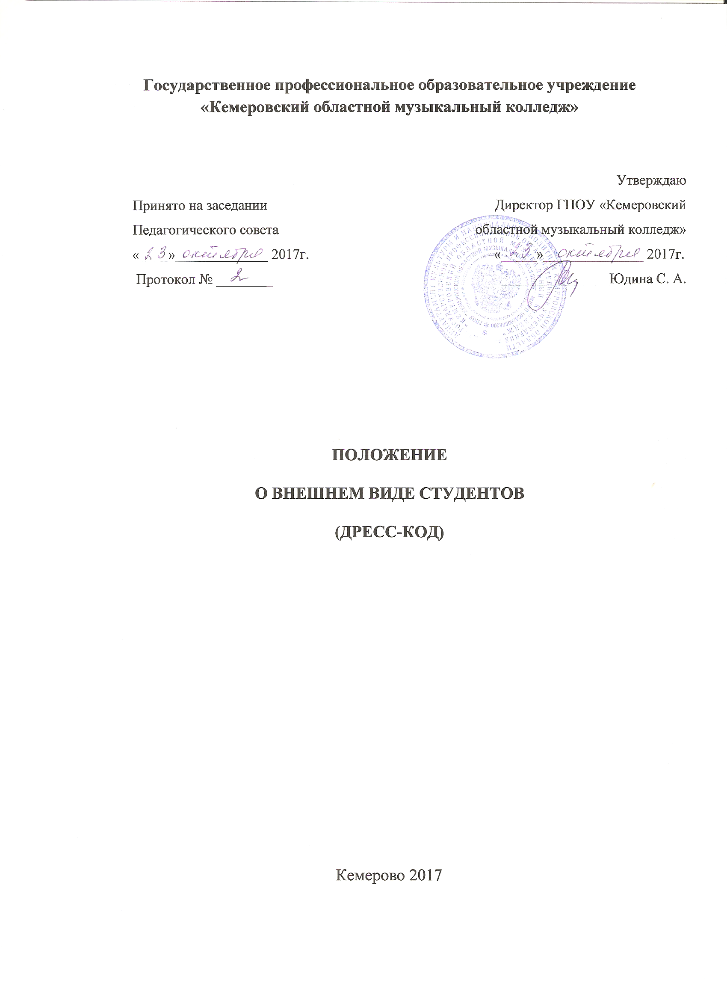 Государственное профессиональное образовательное учреждение
«Кемеровский областной музыкальный колледж»
Утверждаю
Принято на заседании
Директор ГПОУ «Кемеровский
Педагогического совета
областной музыкальный колледж»
«23» октября 2017г.
«23» октября 2017г.
Протокол № 2
Юдина С. А.
ПОЛОЖЕНИЕ
О ВНЕШНЕМ ВИДЕ СТУДЕНТОВ
(ДРЕСС-КОД)
Кемерово 2017